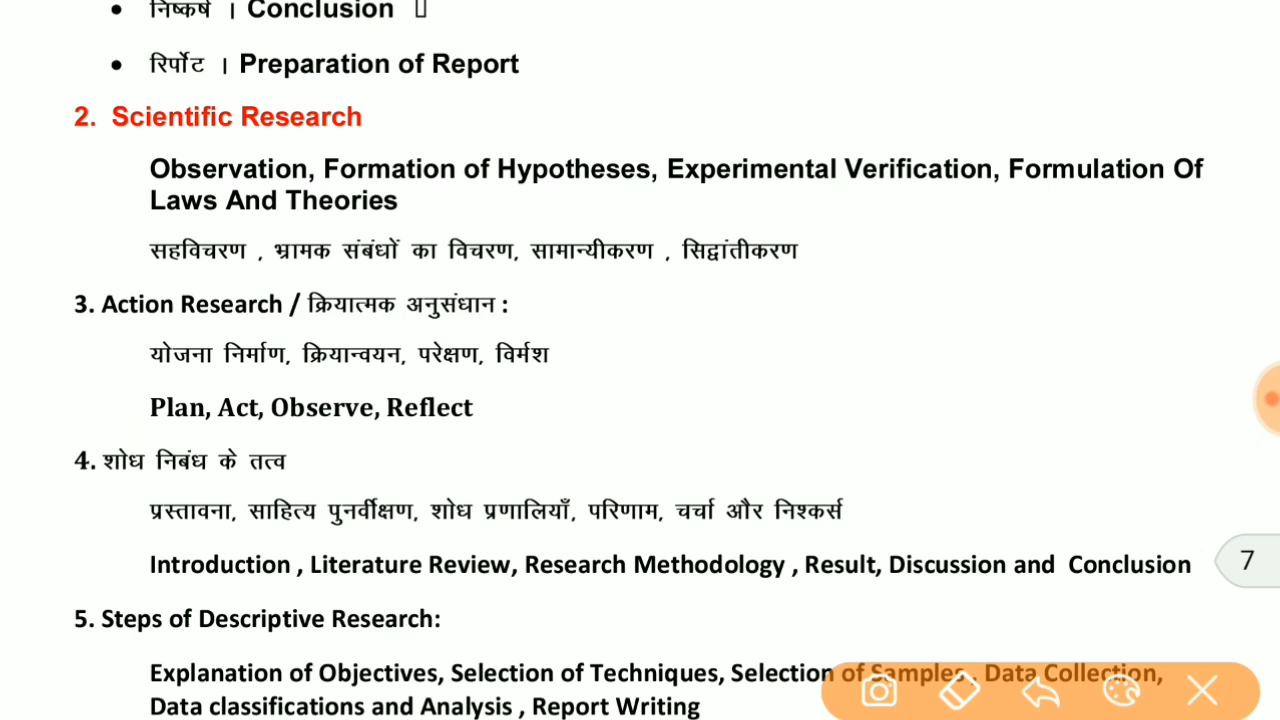 • निष्कर्ष । Conclusion
• रिर्पोट । Preparation of Report
2. Scientific Research
Observation, Formation of Hypotheses, Experimental Verification, Formulation Of
Laws And Theories
सहविचरण , भ्रामक संबंधों का विचरण, सामान्यीकरण , सिद्वांतीकरण
3. Action Research / क्रियात्मक अनुसंधान :
योजना निर्माण, क्रियान्वयन, परेक्षण, विर्मश
Plan, Act, Observe, Reflect
4. शोध निबंध के तत्व
प्रस्तावना, साहित्य पुनर्वीक्षण, शोध प्रणालियाँ, परिणाम, चर्चा और निश्कर्स
Introduction , Literature Review, Research Methodology , Result, Discussion and Conclusion
7
5. Steps of Descriptive Research:
Explanation of Objectives, Selection of Techniques, Selection of Samples , Data Collection,
Data classifications and Analysis , Report Writing